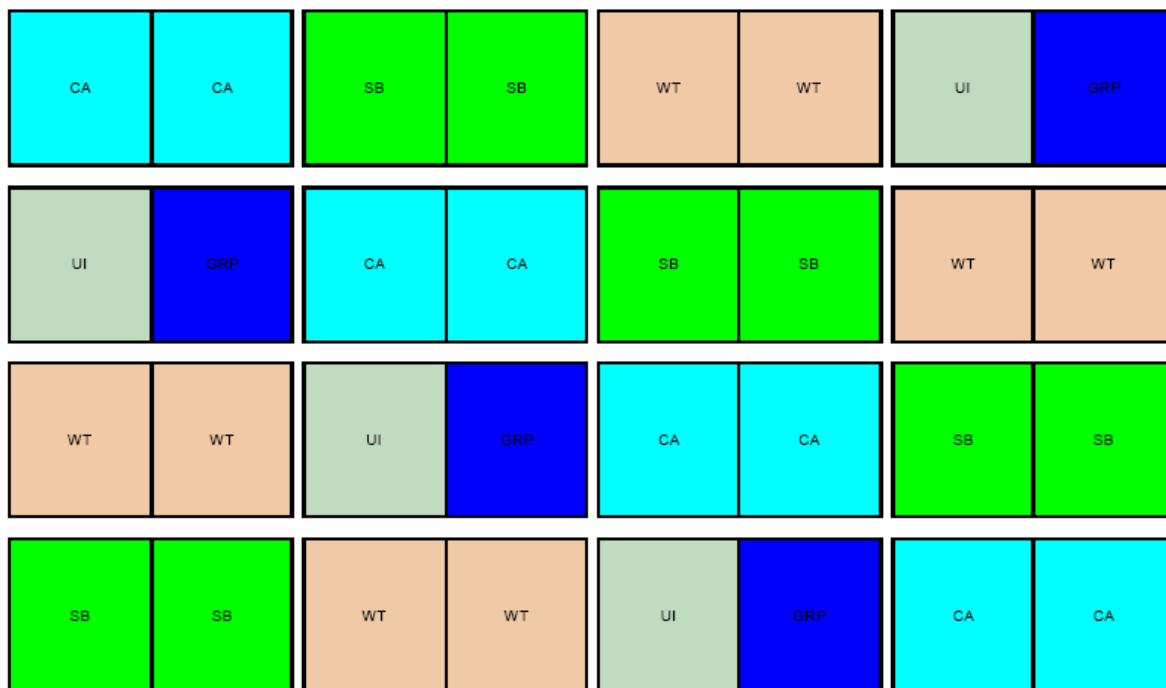 CA CA SB SB WT WT UI GRP
UI GRP CA CA SB SB WT WT
WT WT UI GRP CA CA SB SB
SB SB WT WT UI GRP CA CA